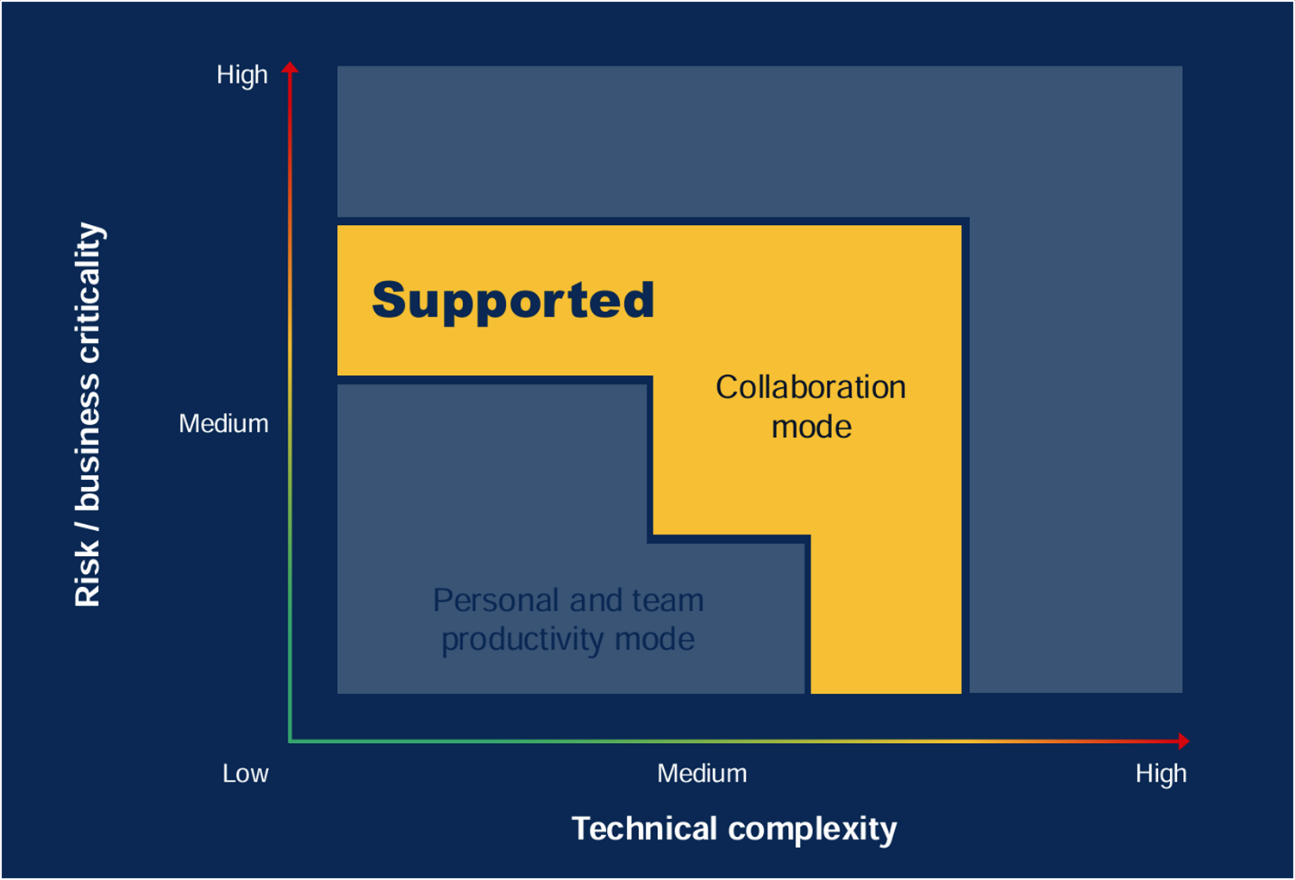 High
Supported
Collaboration
mode
Risk / business criticality
Medium
Personal and team
productivity mode
Low
Medium
High
Technical complexity